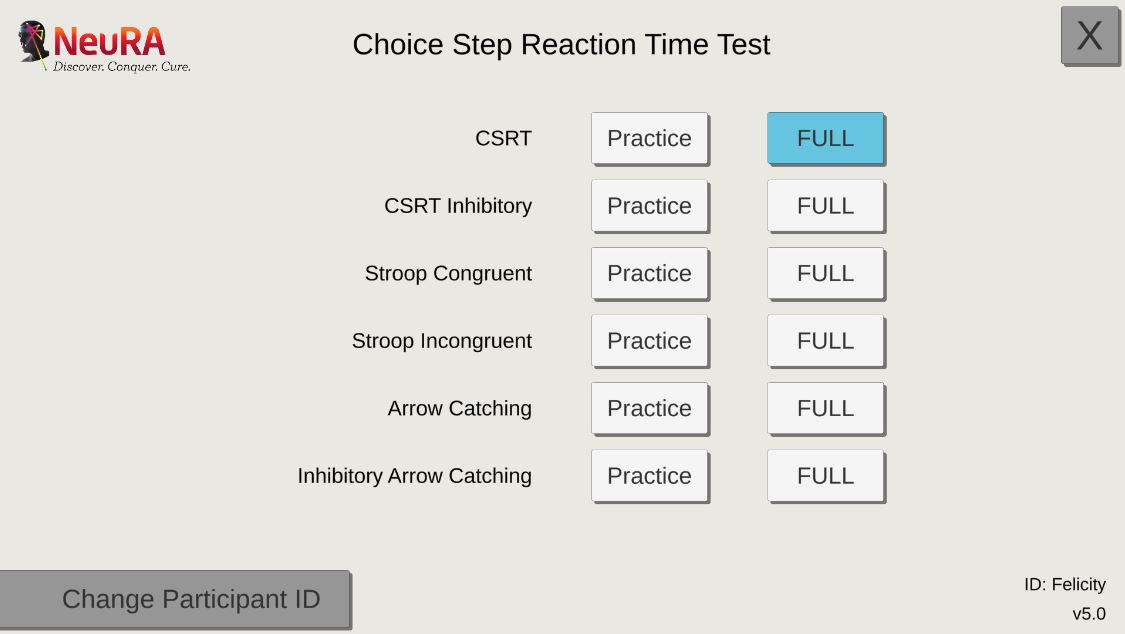 NeuRA
Discover. Conquer. Cure.
Choice Step Reaction Time Test
X
CSRT Practice FULL
CSRT Inhibitory Practice FULL
Stroop Congruent Practice FULL
Stroop Incongruent Practice FULL
Arrow Catching Practice FULL
Inhibitory Arrow Catching Practice FULL
Change Participant ID
ID: Felicity
v5.0